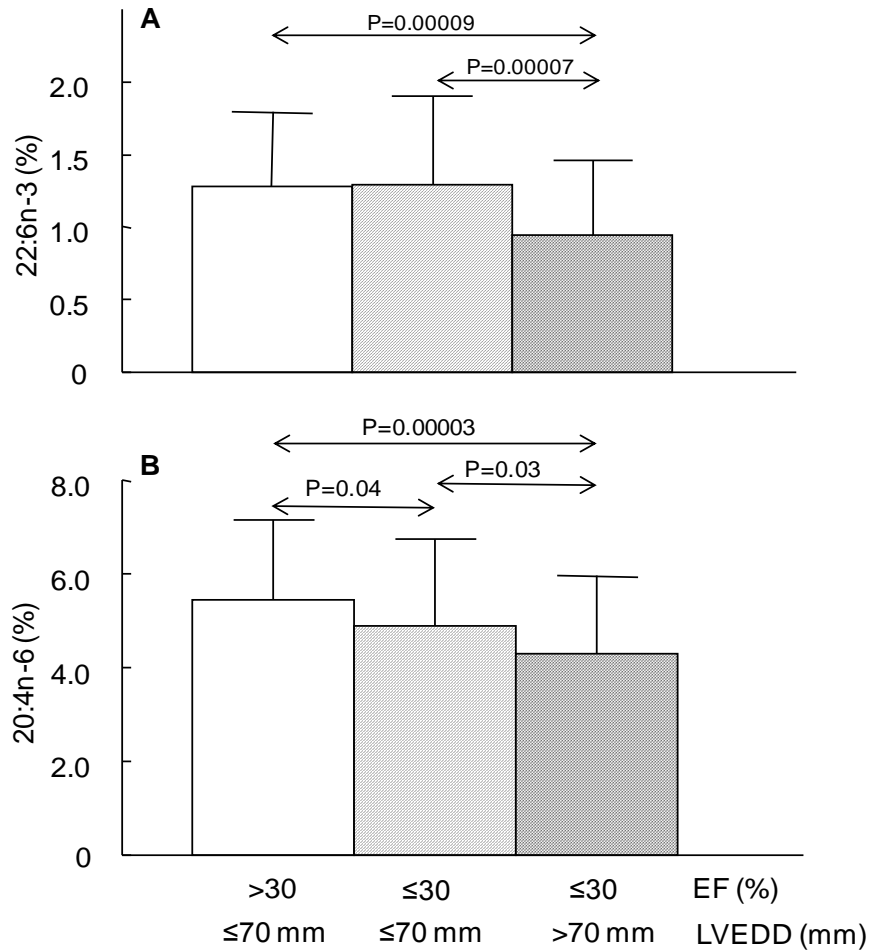 A
P=0.00009
P=0.00007
22:6n-3 (%)
2.0
1.5
1.0
0.5
0
B
P=0.00003
P=0.04
P=0.03
20:4n-6 (%)
8.0
6.0
4.0
2.0
0
>30 ≤30 ≤30 EF (%)
≤70 mm ≤70 mm >70 mm LVEDD (mm)